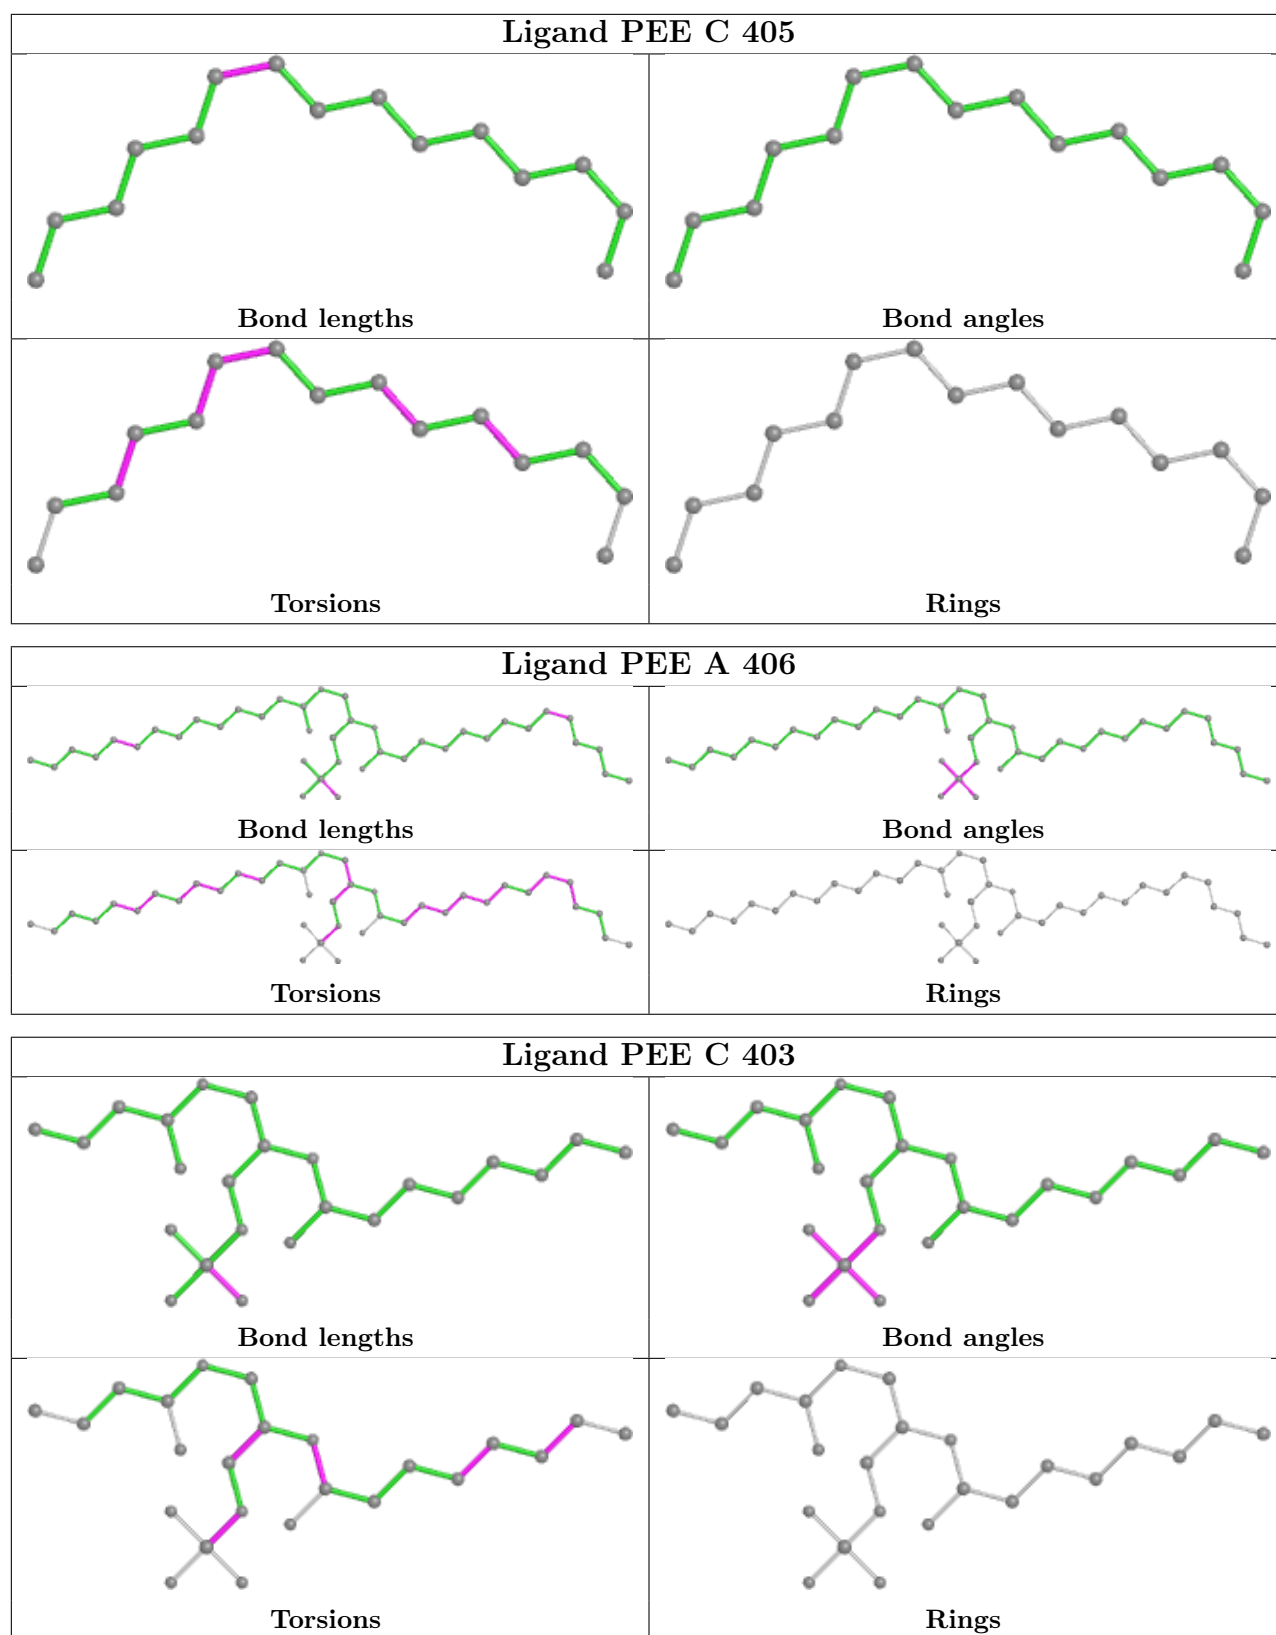 Ligand PEE C 405
Bond lengths
Bond angles
Torsions
Rings
Ligand PEE A 406
Bond lengths
Bond angles
Torsions
Rings
Ligand PEE C 403
Bond lengths
Bond angles
Torsions
Rings